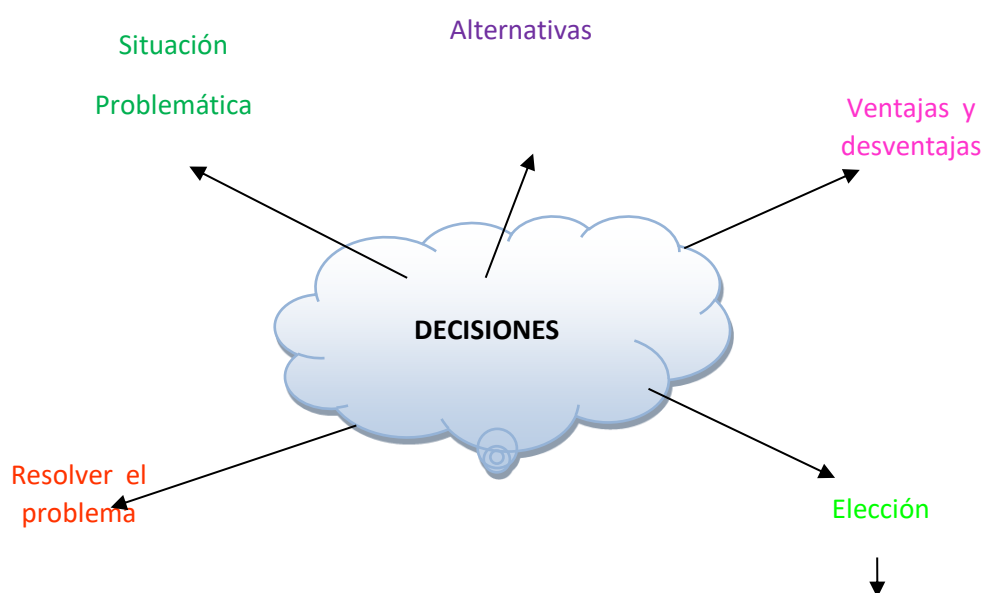 Alternativas
Situación
Problemática
Ventajas y
desventajas
DECISIONES
Resolver el
problema
Elección